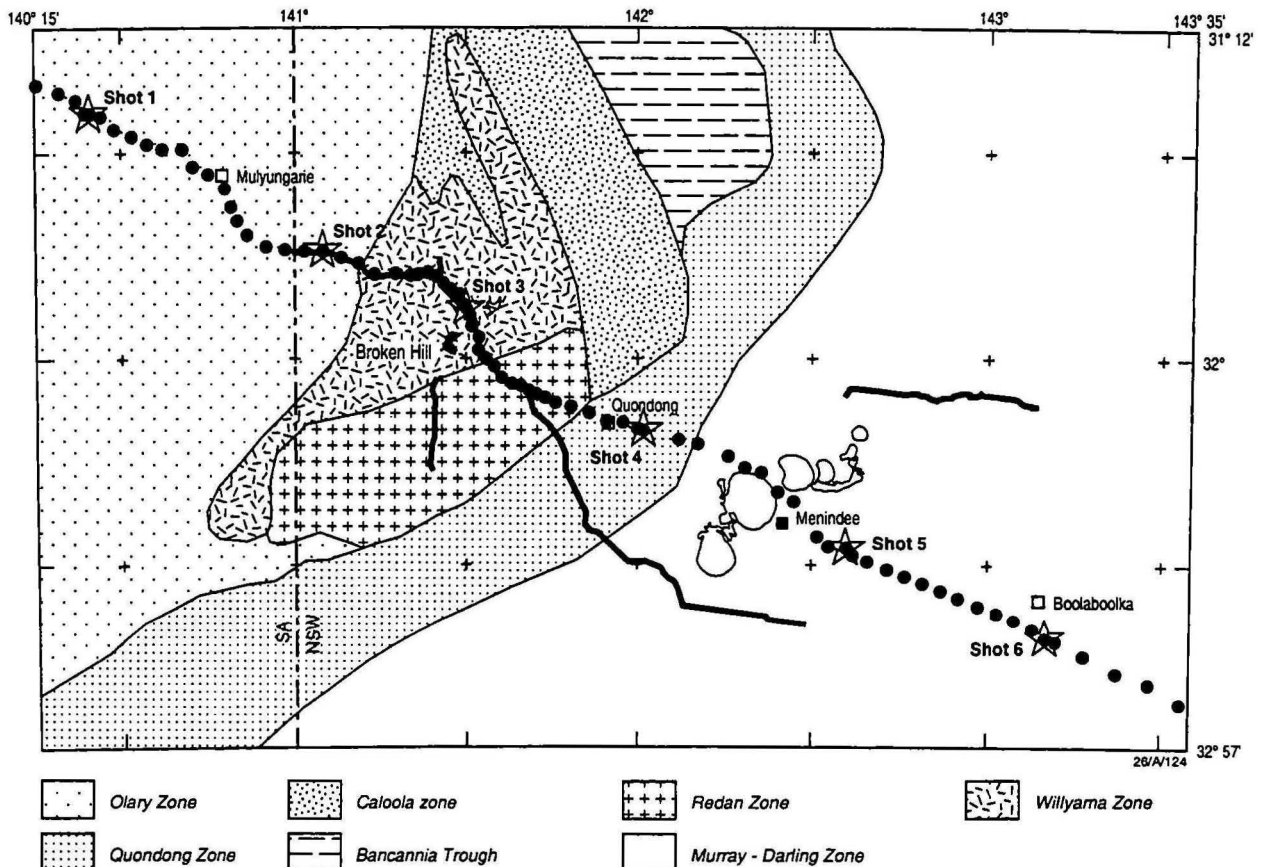 140° 15'
141°
142°
143°
143° 35'
31° 12'
Shot 1
Mulyungarie
Shot 2
Shot 3
Broken Hill
32°
Quondong
Shot 4
Menindee
Shot 5
Boolaboolka
Shot 6
SA
NSW
32° 57'
26/A/124
Olary Zone
Caloola zone
Redan Zone
Willyama Zone
Quondong Zone
Bancannia Trough
Murray - Darling Zone